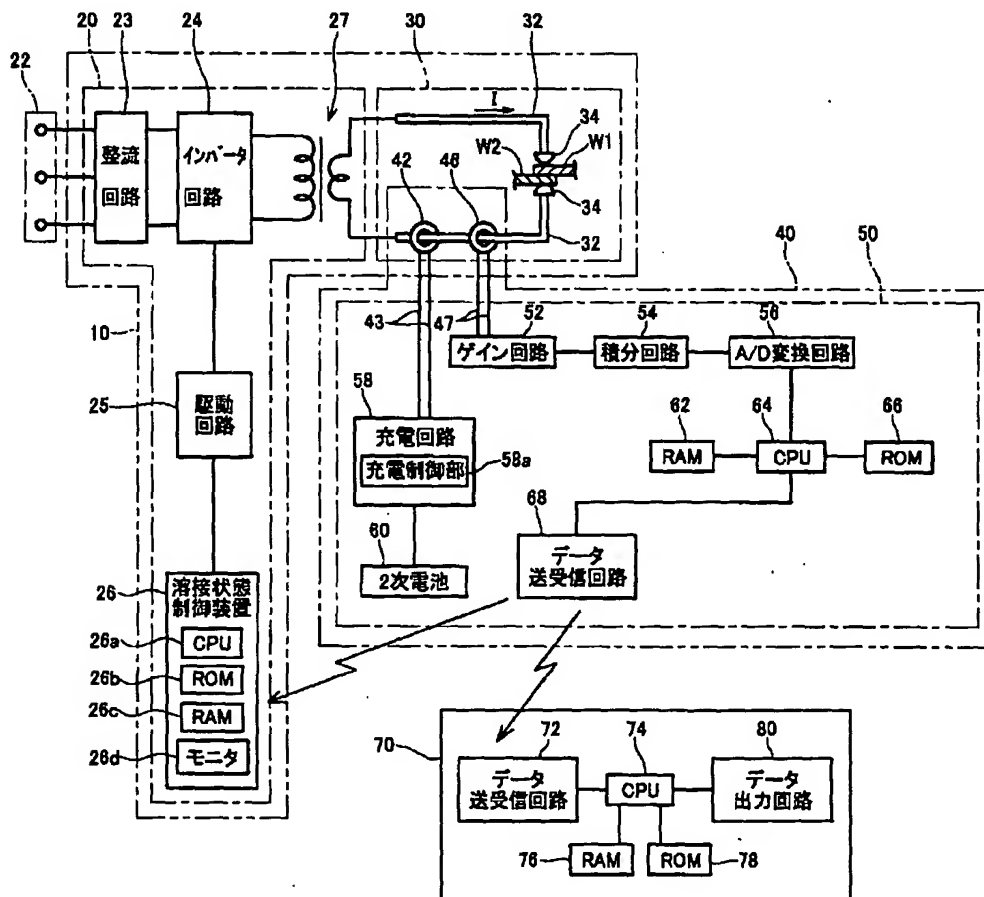 20
23
24
27
30
32
22
I
34
整流
回路
インバータ
回路
W2
W1
42
46
34
32
40
50
10
43
47
52
54
56
ゲイン回路
積分回路
A/D変換回路
25
駆動
回路
58
充電回路
充電制御部
58a
62
64
66
RAM
CPU
ROM
68
データ
送受信回路
60
2次電池
26
溶接状態
制御装置
26a
CPU
26b
ROM
26c
RAM
26d
モニタ
70
72
74
80
データ
送受信回路
CPU
データ
出力回路
76
RAM
ROM
78